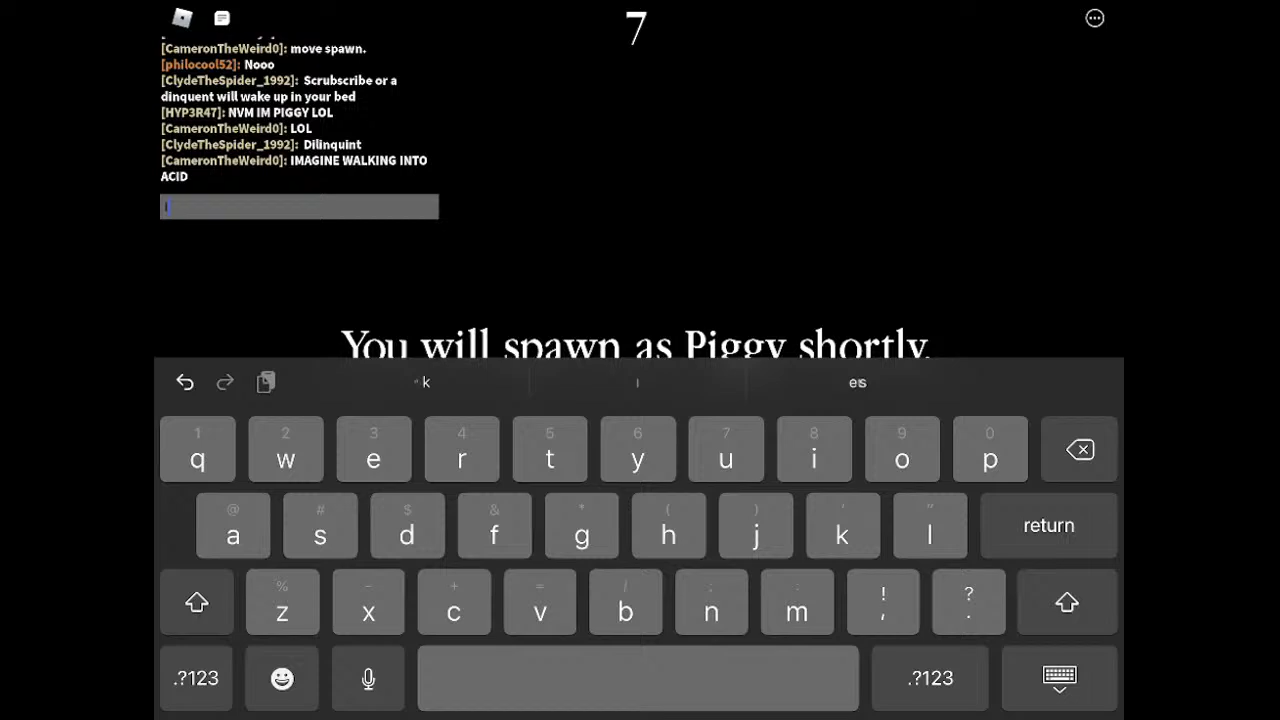 7
[CameronTheWeird0]: move spawn.
[philocool52]: Nooo
[ClydeTheSpider_1992]: Scrubscribe or a
dinquent will wake up in your bed
[HYP3R47]: NVM IM PIGGY LOL
[CameronTheWeird0]: LOL
[ClydeTheSpider_1992]: Dilinquint
[CameronTheWeird0]: IMAGINE WALKING INTO
ACID
You will spawn as Piggy shortly.
1 2 3 4 5 6 7 8 9 0
q w e r t y u i o p
@ # $ & * ( ) ' "
a s d f g h j k l return
% - + = / ; : ! ?
z x c v b n m , .
.?123 .?123